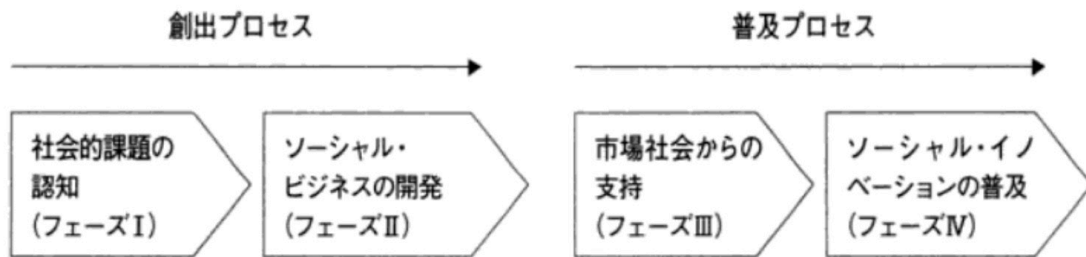 創出プロセス
普及プロセス
社会的課題の
認知
(フェーズⅠ)
ソーシャル・
ビジネスの開発
(フェーズⅡ)
市場社会からの
支持
(フェーズⅢ)
ソーシャル・イノ
ベーションの普及
(フェーズⅣ)